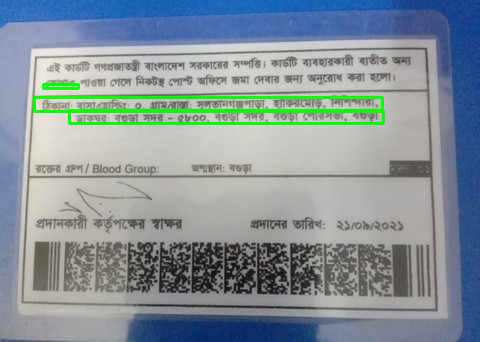 এই কার্ডটি গণপ্রজাতন্ত্রী বাংলাদেশ সরকারের সম্পত্তি। কার্ডটি ব্যবহারকারী ব্যতীত অন্য
কোথাও পাওয়া গেলে নিকটস্থ পোস্ট অফিসে জমা দেবার জন্য অনুরোধ করা হলো।
ঠিকানা: বাসা/হোল্ডিং: ০, গ্রাম/রাস্তা: সুলতানগঞ্জপাড়া, হাকিরমোড়, নিশিন্দারা,
ডাকঘর: বগুড়া সদর - ৫৮০০, বগুড়া সদর, বগুড়া পৌরসভা, বগুড়া
রক্তের গ্রুপ / Blood Group: জন্মস্থান: বগুড়া
প্রদানকারী কর্তৃপক্ষের স্বাক্ষর প্রদানের তারিখ: ২১/০৯/২০২১